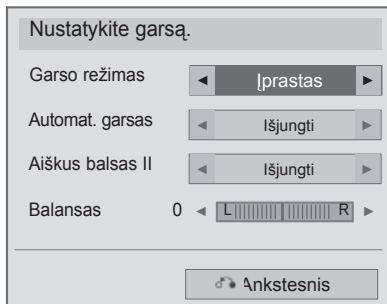 Nustatykite garsą.
Garso režimas ◄ Įprastas ►
Automat. garsas ◄ Išjungti ►
Aiškus balsas II ◄ Išjungti ►
Balansas 0 ◄ L R ►
Ankstesnis